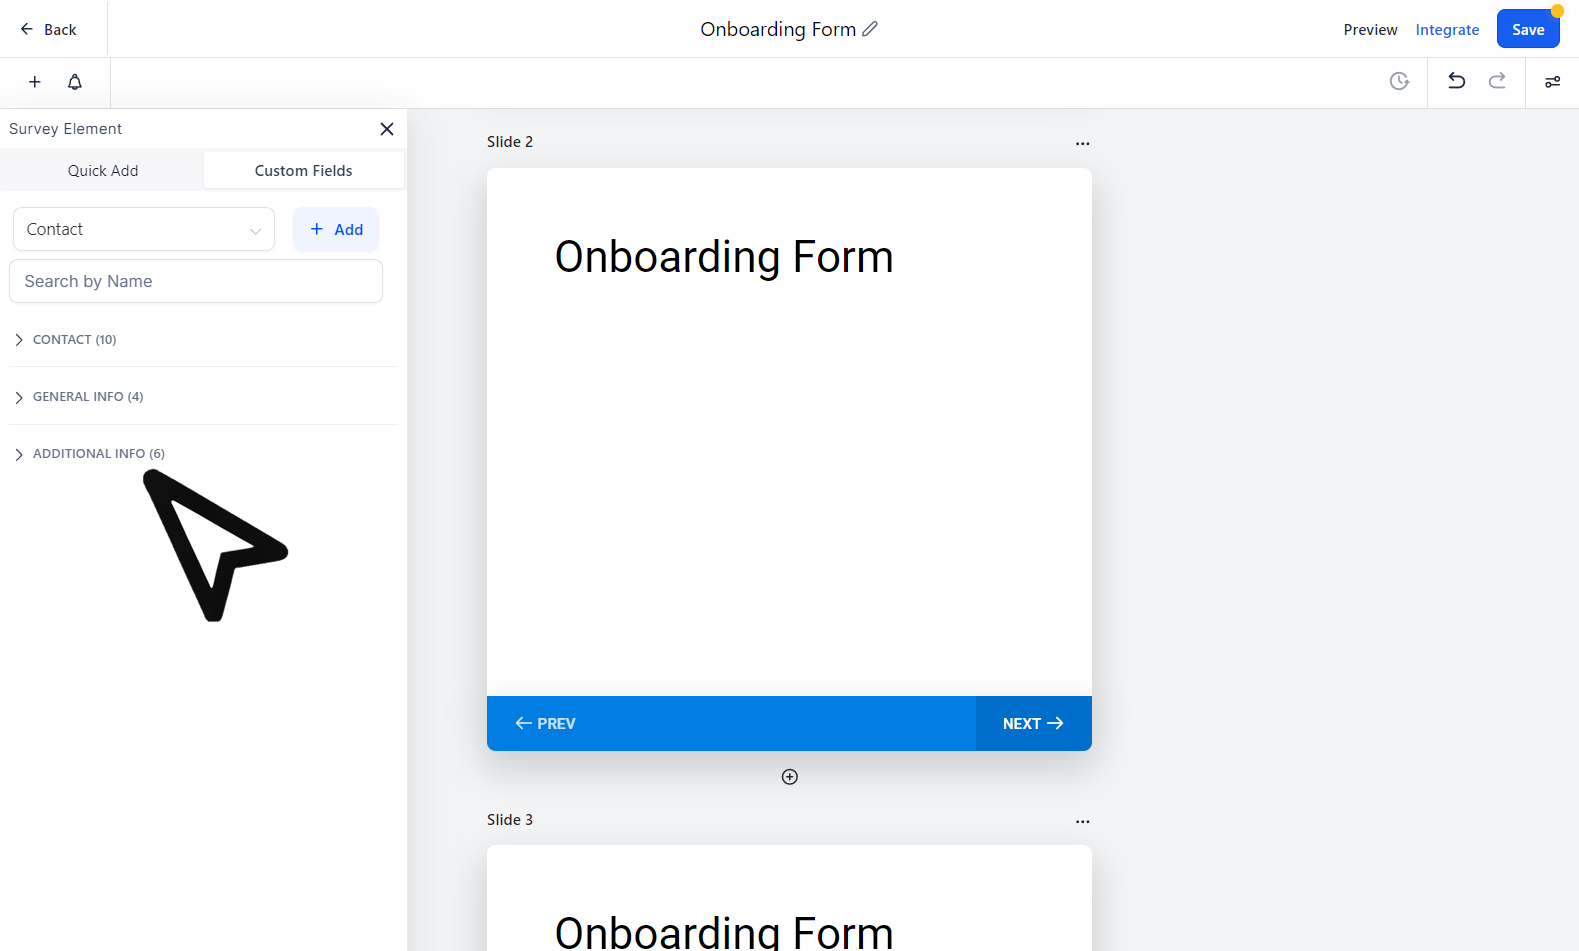 Back
Onboarding Form
Preview
Integrate
Save
Survey Element
Quick Add
Custom Fields
Contact
Add
Search by Name
CONTACT (10)
GENERAL INFO (4)
ADDITIONAL INFO (6)
Slide 2
Onboarding Form
PREV
NEXT
Slide 3
Onboarding Form